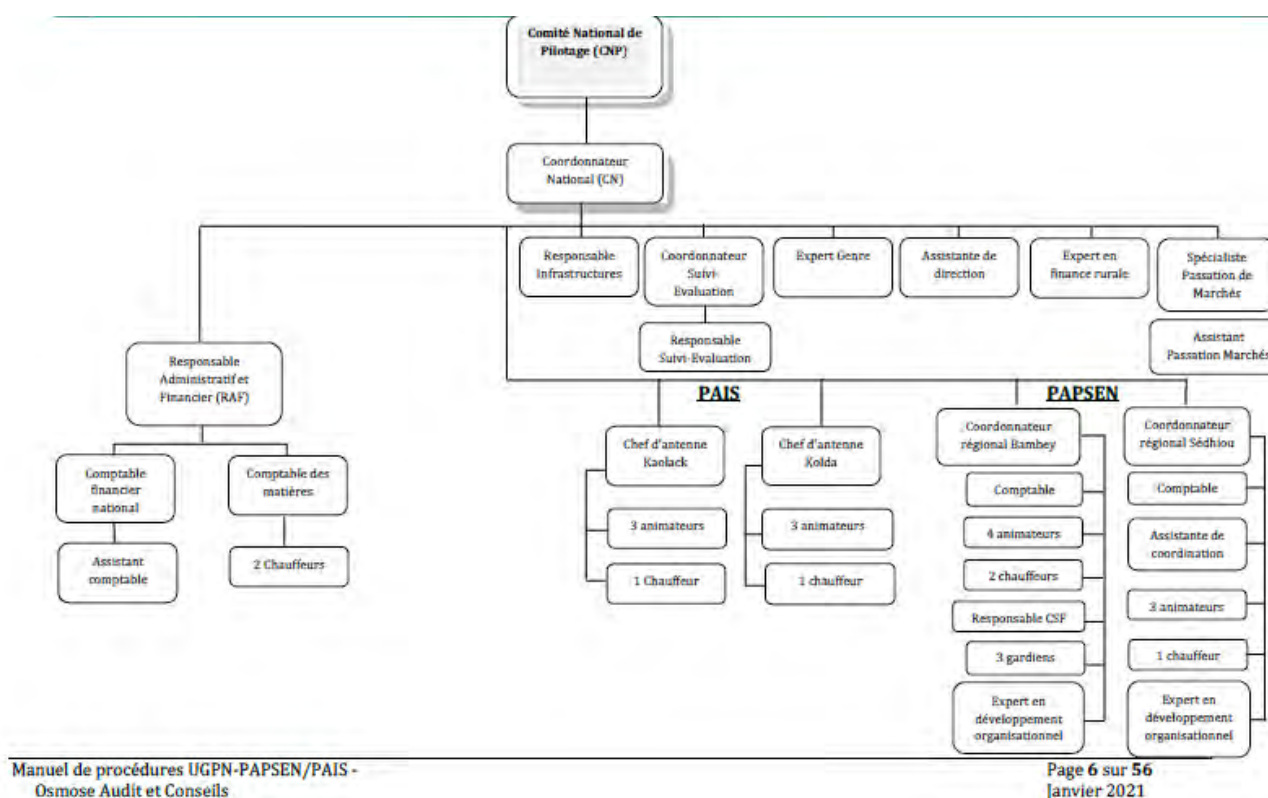 Comité National de
Pilotage (CNP)
Coordonnateur
National (CN)
Responsable
Infrastructures
Coordonnateur
Suivi-
Evaluation
Expert Genre
Assistante de
direction
Expert en
finance rurale
Spécialiste
Passation de
Marchés
Responsable
Suivi-Evaluation
Assistant
Passation Marchés
Responsable
Administratif et
Financier (RAF)
PAIS
PAPSEN
Chef d'antenne
Kaolack
Chef d'antenne
Kolda
Coordonnateur
régional Bambey
Coordonnateur
régional Sédhiou
Comptable
financier
national
Comptable des
matières
Assistant
comptable
2 Chauffeurs
3 animateurs
1 Chauffeur
3 animateurs
1 chauffeur
Comptable
4 animateurs
2 chauffeurs
Responsable CSF
3 gardiens
Expert en
développement
organisationnel
Comptable
Assistante de
coordination
3 animateurs
1 chauffeur
Expert en
développement
organisationnel
Manuel de procédures UGPN-PAPSEN/PAIS -
Osmose Audit et Conseils
Page 6 sur 56
Janvier 2021